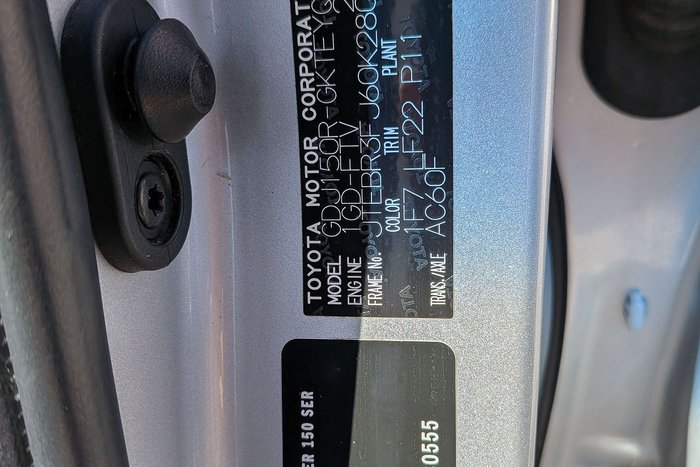 TOYOTA MOTOR CORPORAT
MODEL GDJ150R-GKTEYQ
ENGINE 1GD-FTV
FRAME No. JTEBR3FJ60K280
COLOR TRIM PLANT
1F7 LF22 P11
TRANS./AXLE AC60F
ER 150 SER
0555